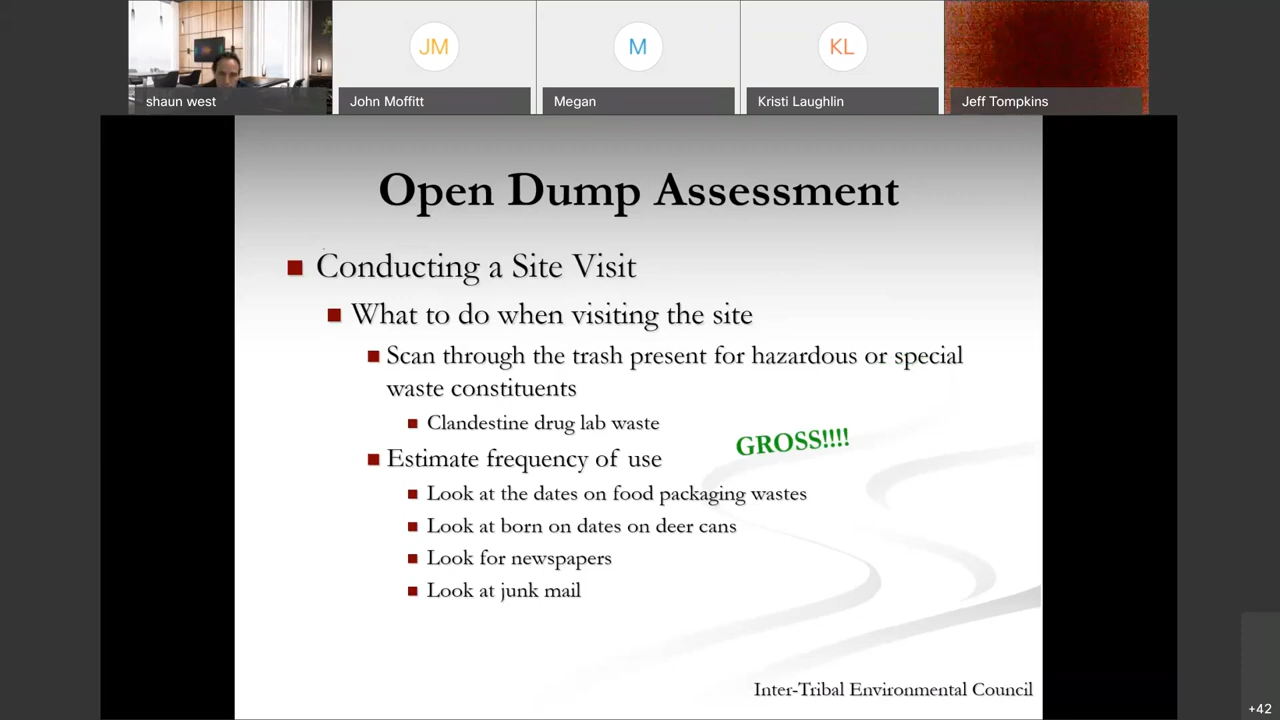 JM
M
KL
shaun west
John Moffitt
Megan
Kristi Laughlin
Jeff Tompkins
Open Dump Assessment
Conducting a Site Visit
What to do when visiting the site
Scan through the trash present for hazardous or special
waste constituents
Clandestine drug lab waste
GROSS!!!!
Estimate frequency of use
Look at the dates on food packaging wastes
Look at born on dates on deer cans
Look for newspapers
Look at junk mail
Inter-Tribal Environmental Council
+42